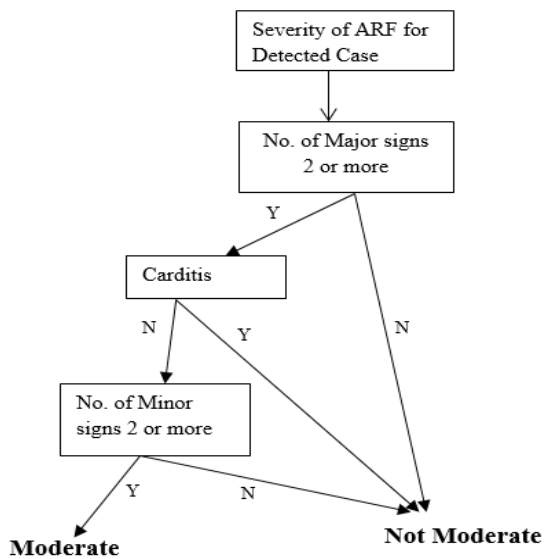 Severity of ARF for
Detected Case
No. of Major signs
2 or more
Y
Carditis
N
Y
N
No. of Minor
signs 2 or more
Y
N
Moderate
Not Moderate